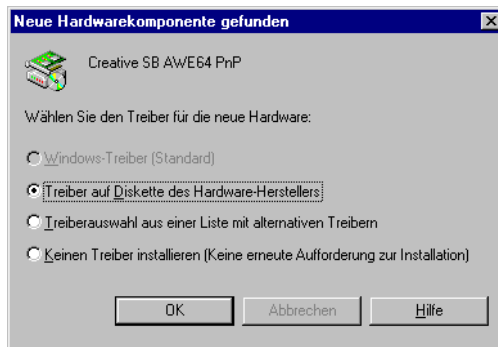 Neue Hardwarekomponente gefunden
Creative SB AWE64 PnP
Wählen Sie den Treiber für die neue Hardware:
Windows-Treiber (Standard)
Treiber auf Diskette des Hardware-Herstellers
Treiberauswahl aus einer Liste mit alternativen Treibern
Keinen Treiber installieren (Keine erneute Aufforderung zur Installation)
OK Abbrechen Hilfe